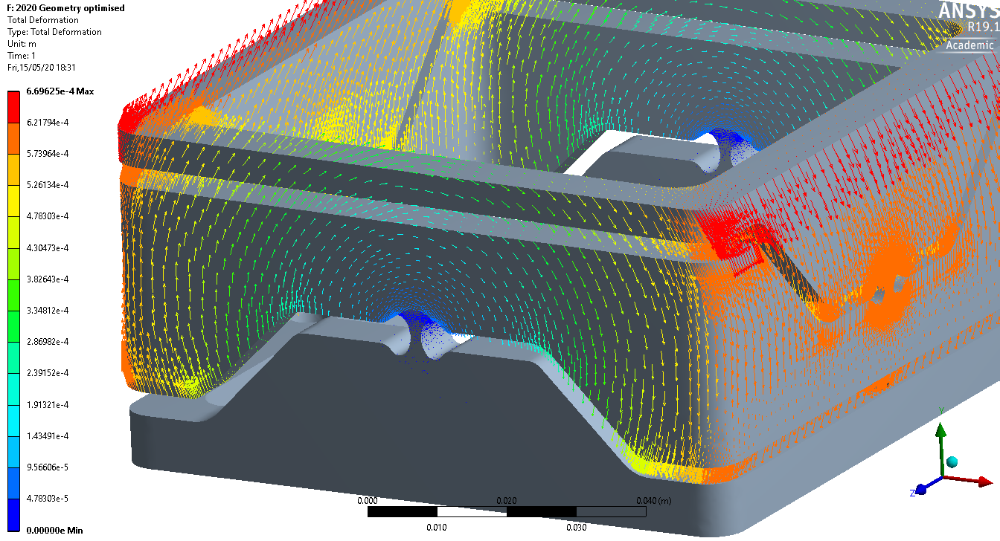 F: 2020 Geometry optimised
Total Deformation
Type: Total Deformation
Unit: m
Time: 1
Fri,15/05/20 18:31
ANSYS
R19.1
Academic
6.69625e-4 Max
6.21794e-4
5.73964e-4
5.26134e-4
4.78303e-4
4.30473e-4
3.82643e-4
3.34812e-4
2.86982e-4
2.39152e-4
1.91321e-4
1.43491e-4
9.56606e-5
4.78303e-5
0.00000e Min
0.000 0.020 0.040 (m)
0.010 0.030
Y
Z